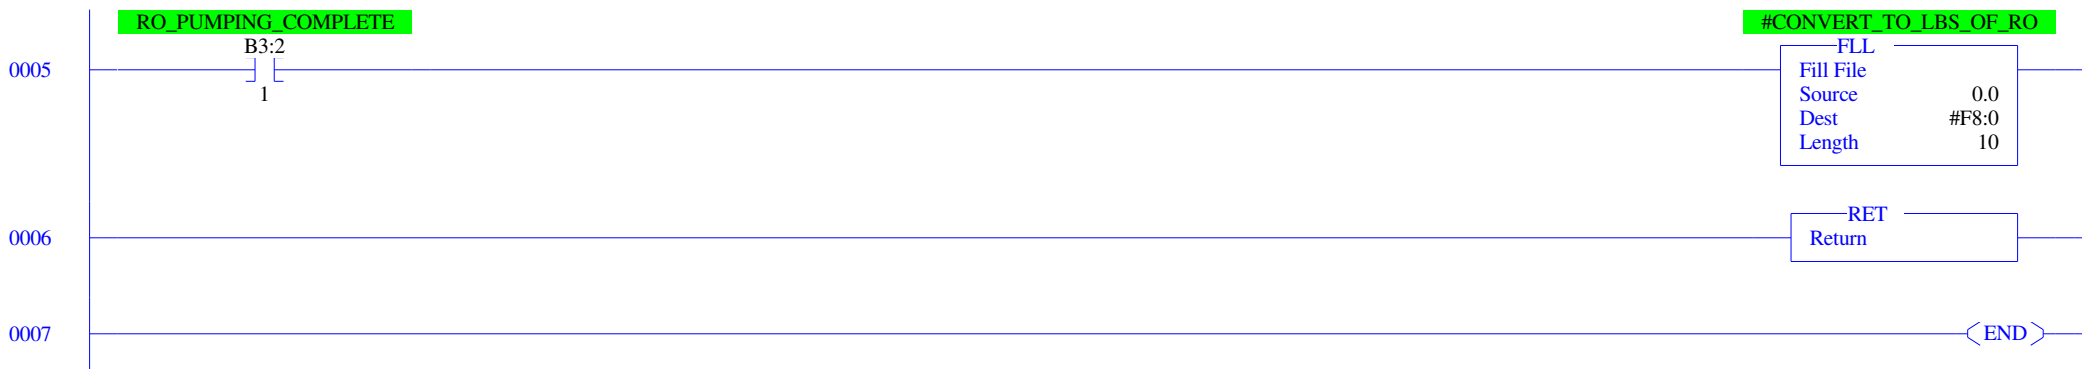 RO_PUMPING_COMPLETE
#CONVERT_TO_LBS_OF_RO
B3:2
FLL
0005
1
Fill File
Source 0.0
Dest #F8:0
Length 10
RET
0006
Return
0007
END